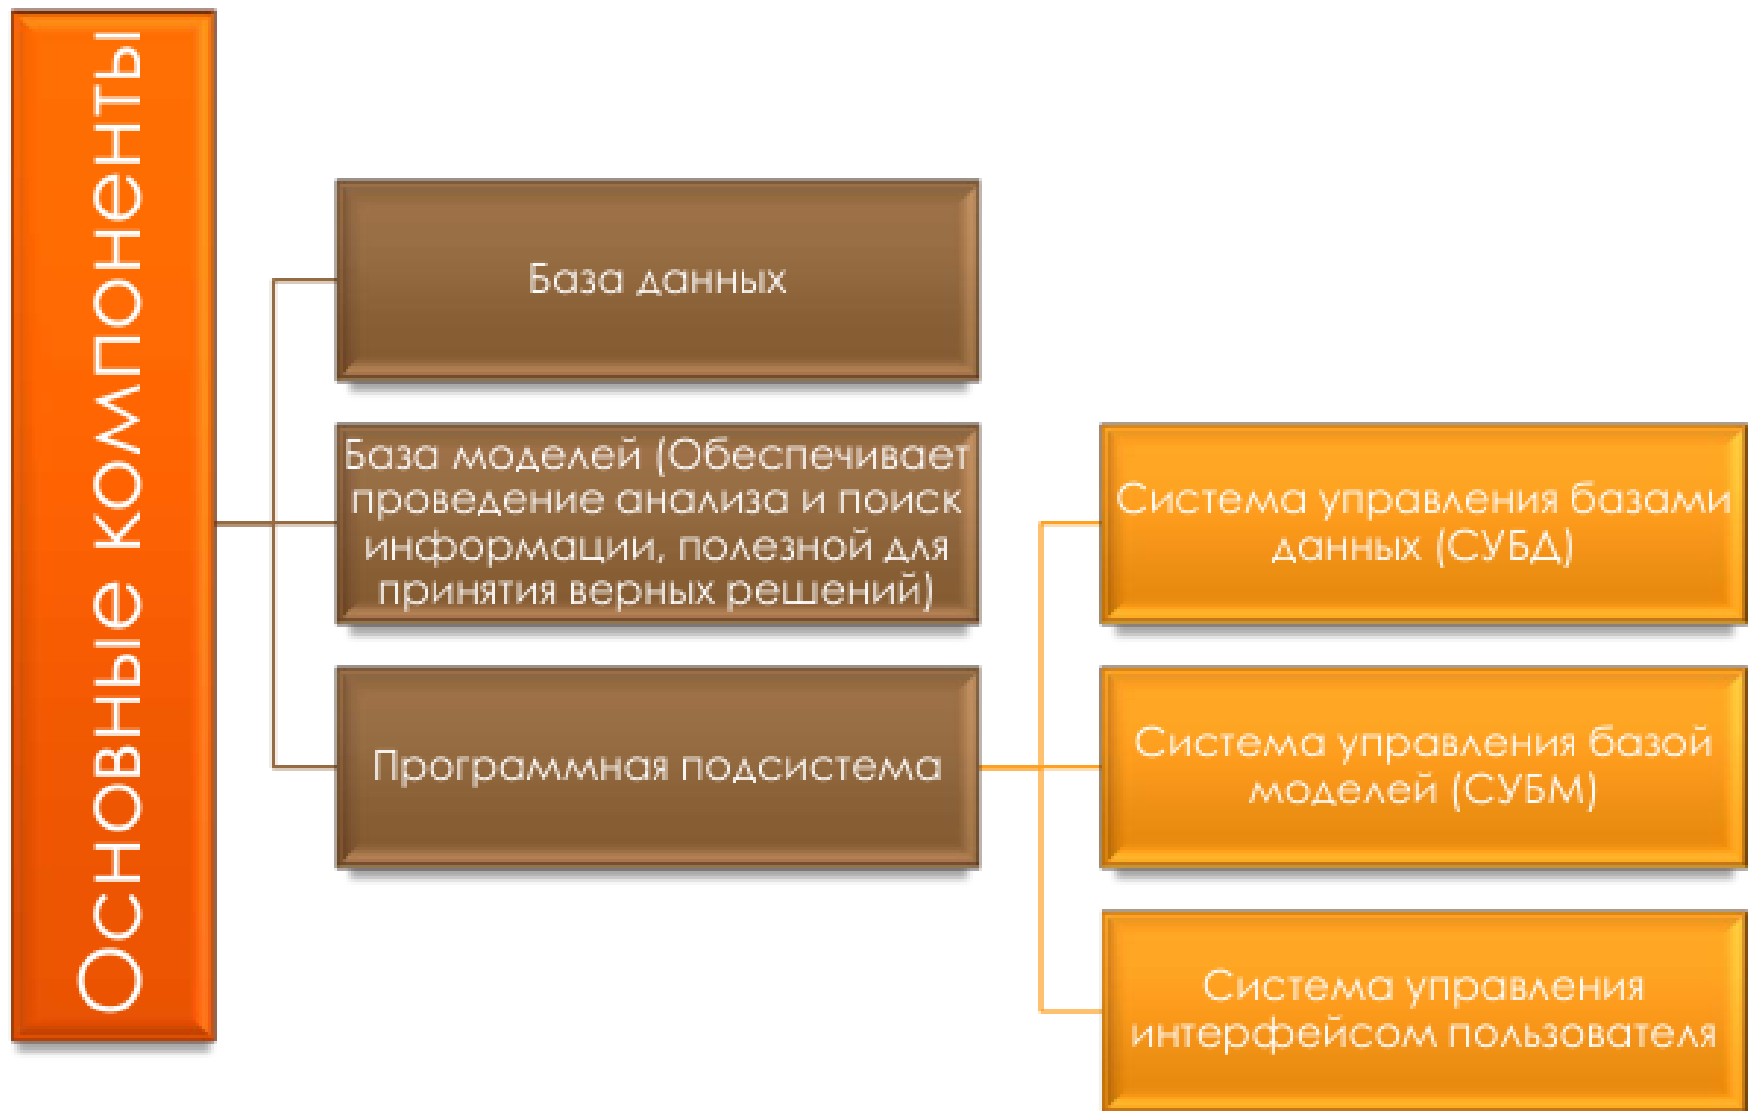 Основные компоненты
База данных
База моделей (Обеспечивает
проведение анализа и поиск
информации, полезной для
принятия верных решений)
Программная подсистема
Система управления базами
данных (СУБД)
Система управления базой
моделей (СУБМ)
Система управления
интерфейсом пользователя